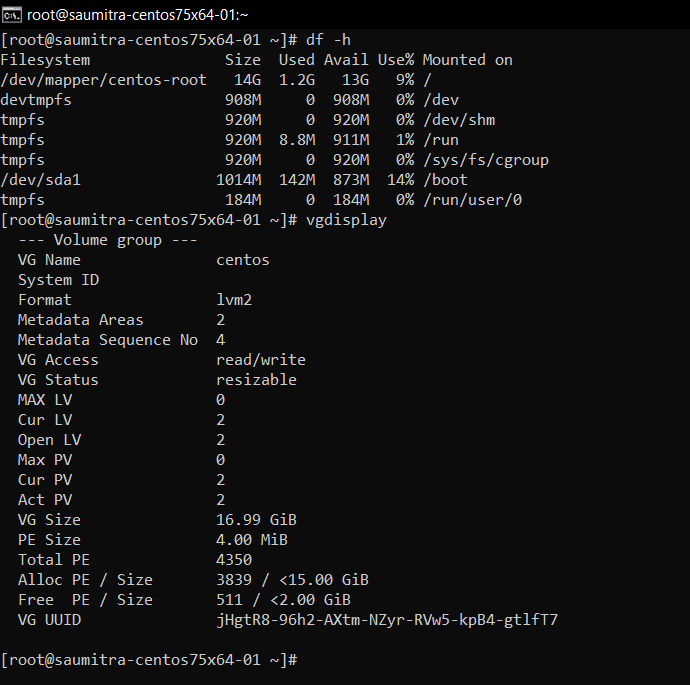 root@saumitra-centos75x64-01:~
[root@saumitra-centos75x64-01 ~]# df -h
Filesystem               Size  Used Avail Use% Mounted on
/dev/mapper/centos-root   14G  1.2G   13G   9% /
devtmpfs                 908M     0  908M   0% /dev
tmpfs                    920M     0  920M   0% /dev/shm
tmpfs                    920M  8.8M  911M   1% /run
tmpfs                    920M     0  920M   0% /sys/fs/cgroup
/dev/sda1               1014M  142M  873M  14% /boot
tmpfs                    184M     0  184M   0% /run/user/0
[root@saumitra-centos75x64-01 ~]# vgdisplay
  --- Volume group ---
  VG Name               centos
  System ID
  Format                lvm2
  Metadata Areas        2
  Metadata Sequence No  4
  VG Access             read/write
  VG Status             resizable
  MAX LV                0
  Cur LV                2
  Open LV               2
  Max PV                0
  Cur PV                2
  Act PV                2
  VG Size               16.99 GiB
  PE Size               4.00 MiB
  Total PE              4350
  Alloc PE / Size       3839 / <15.00 GiB
  Free  PE / Size       511 / <2.00 GiB
  VG UUID               jHgtR8-96h2-AXtm-NZyr-RVw5-kpB4-gtlfT7
[root@saumitra-centos75x64-01 ~]#